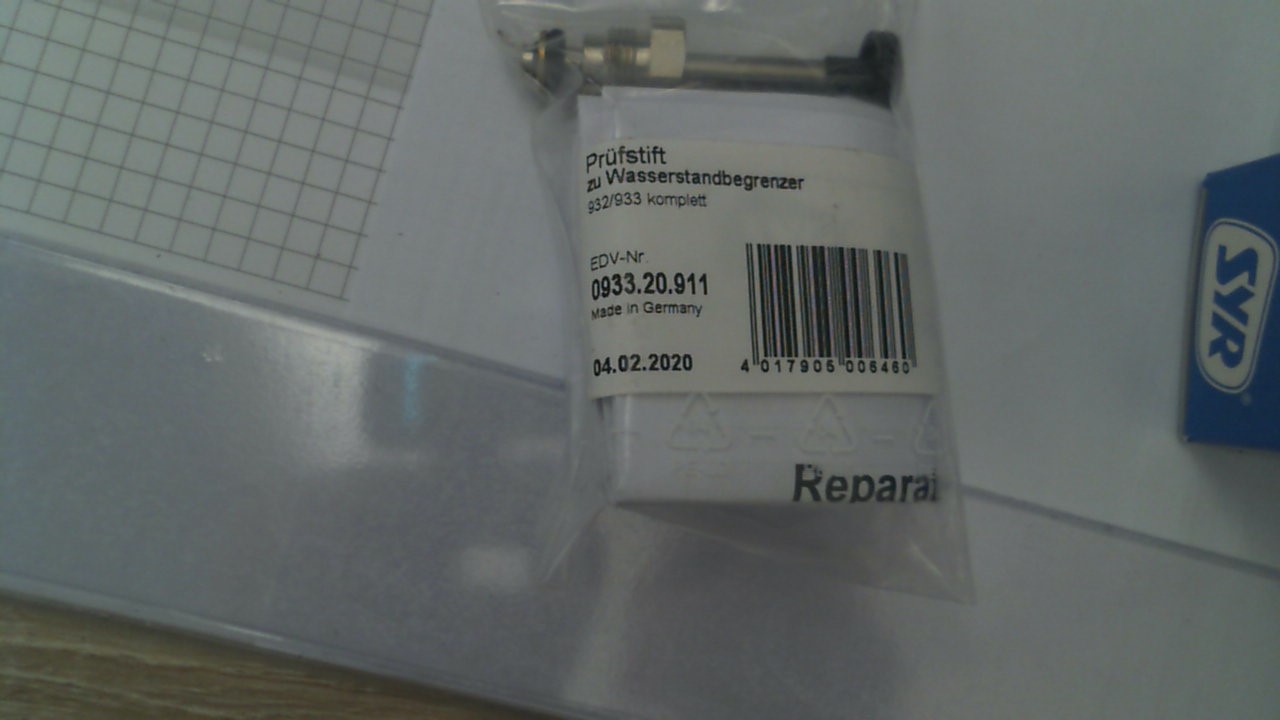 Prüfstift
zu Wasserstandbegrenzer
932/933 komplett
EDV-Nr.
0933.20.911
Made in Germany
04.02.2020
4 017905 006460
Reparat
SYR